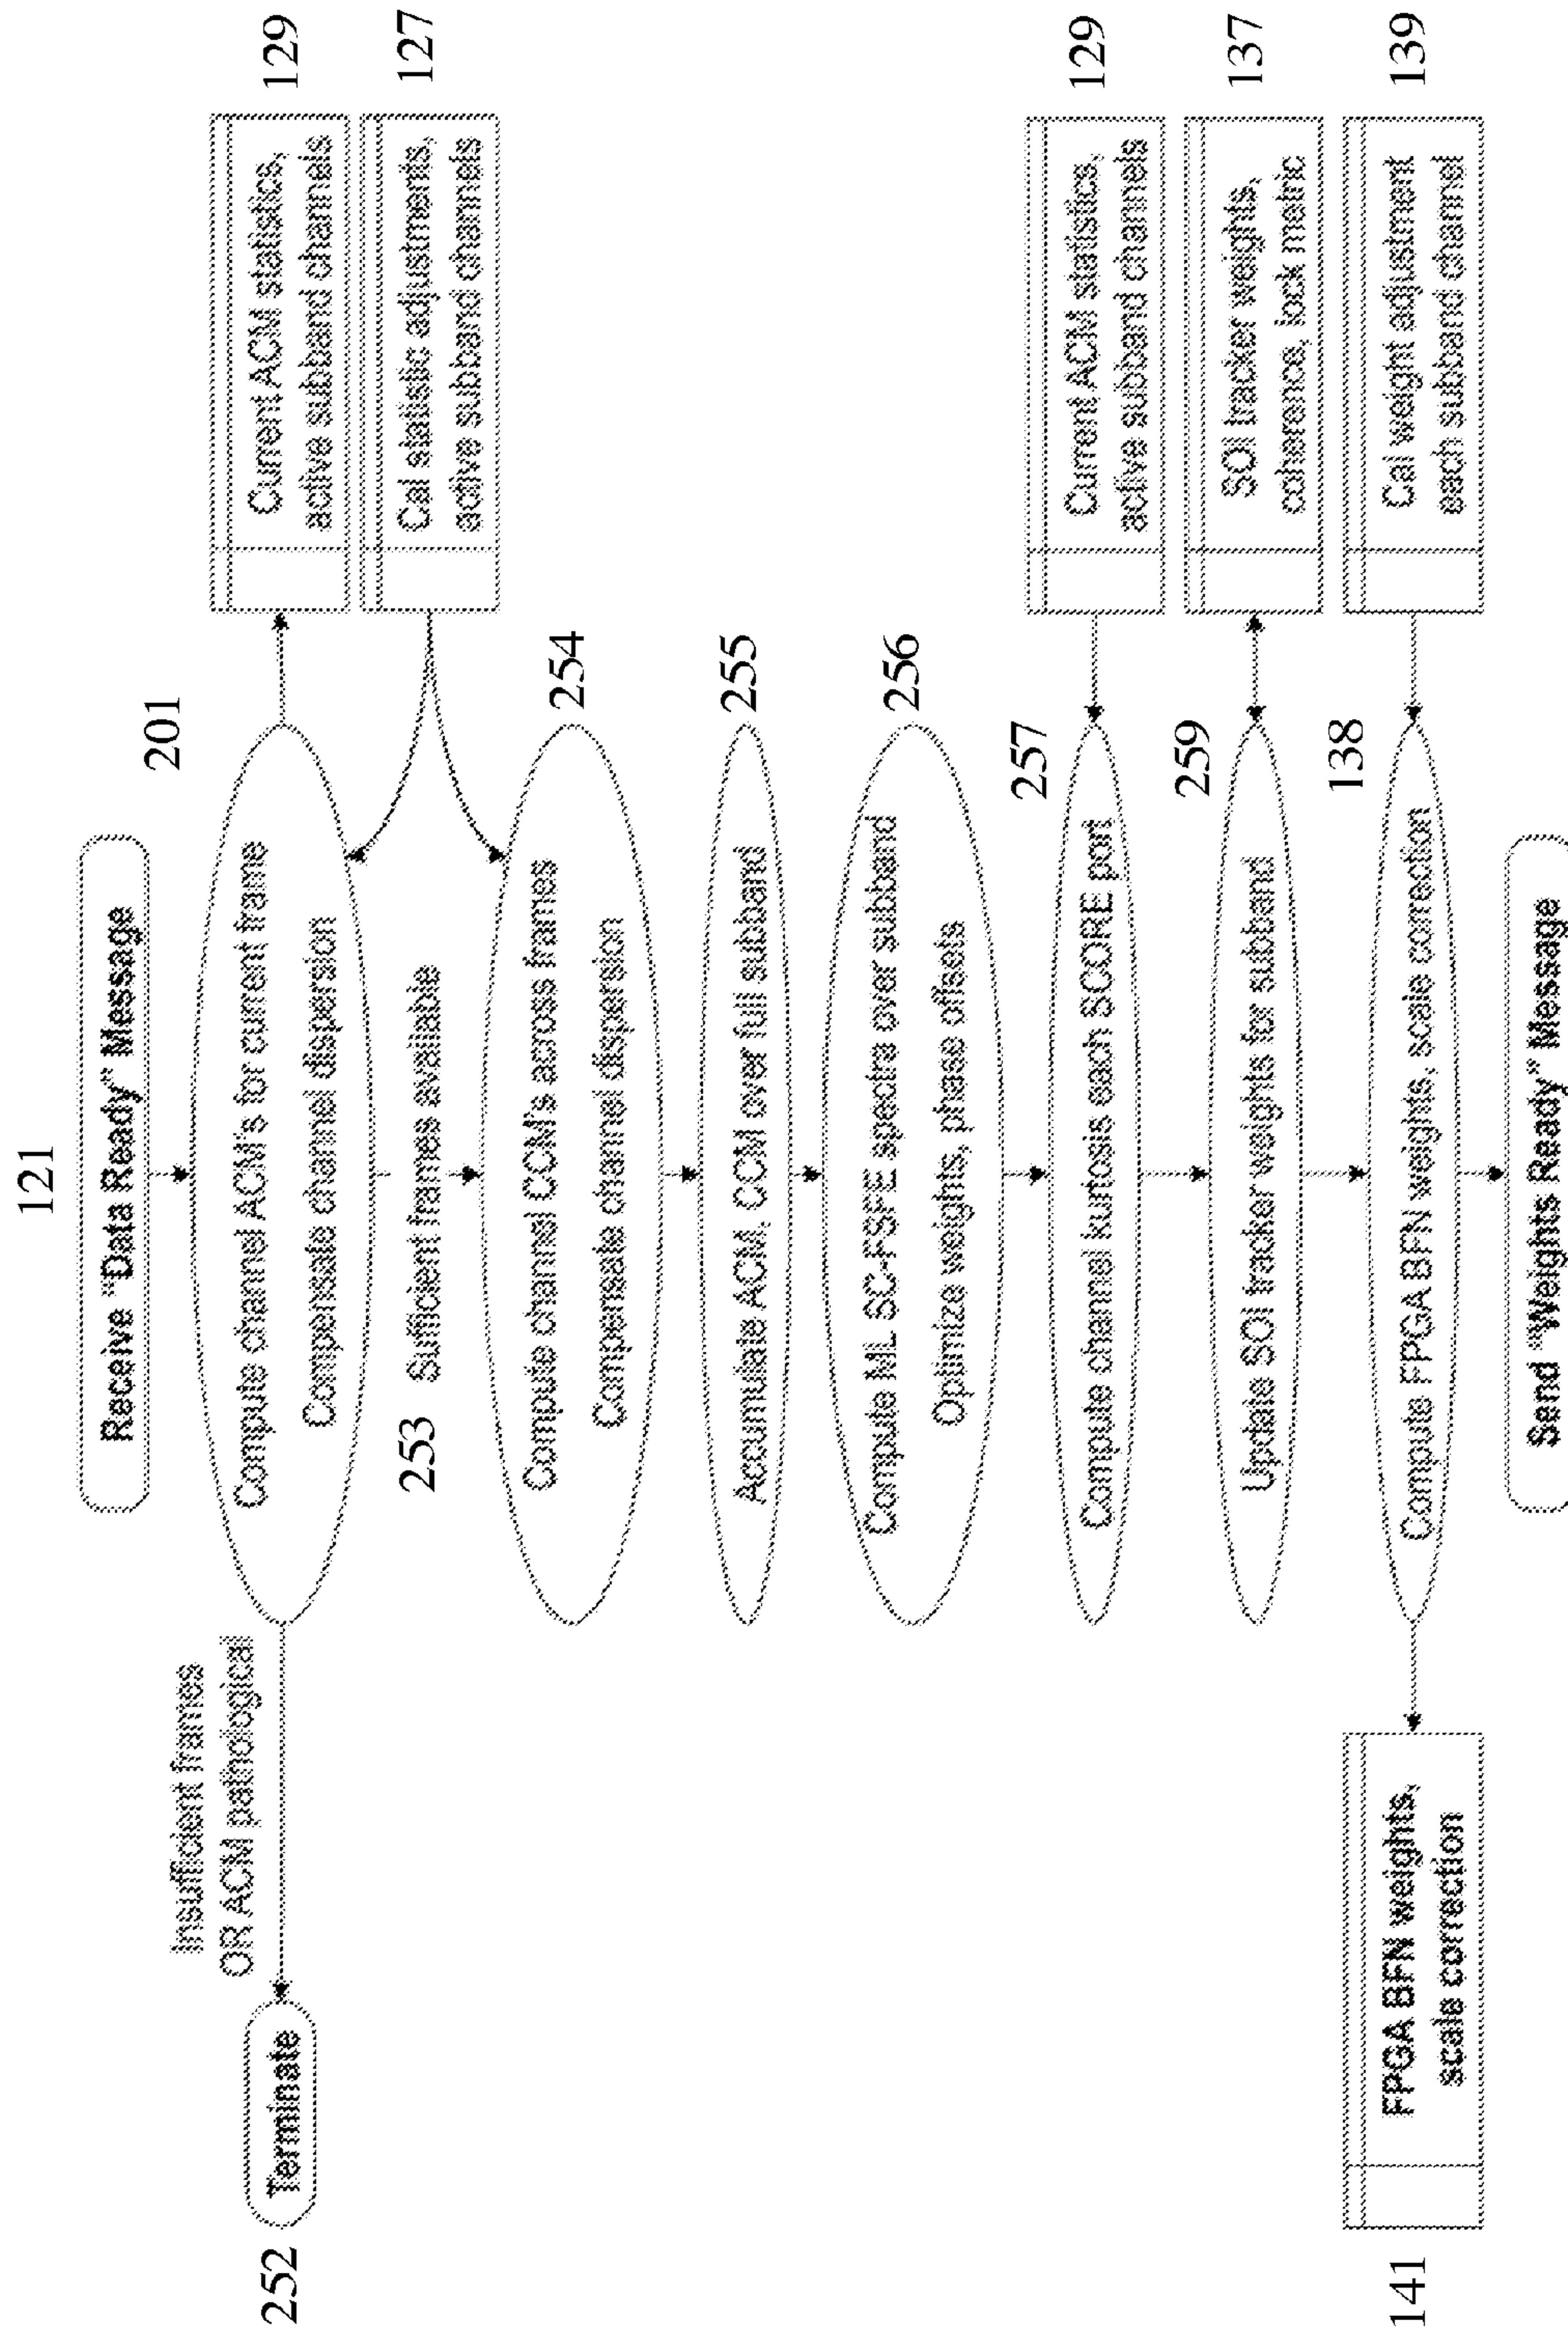 121
Receive "Data Ready" Message
201
Compute channel ACM's for current frame
Compensate channel dispersion
Current ACM statistics,
active subband channels
129
Cal statistic adjustments,
active subband channels
127
Insufficient frames
OR ACM pathological
Terminate
252
253
Sufficient frames available
Compute channel CCM's across frames
Compensate channel dispersion
254
Accumulate ACM, CCM over full subband
255
Compute ML SC-FSFE spectra over subband
Optimize weights, phase offsets
256
257
Compute channel kutosis each SCORE port
Current ACM statistics,
active subband channels
129
259
Update SOI tracker weights for subband
SOI tracker weights,
coherence, lock metric
137
138
Compute FPGA BFN weights, scale correction
Cal weight adjustment
each subband channel
139
FPGA BFN weights,
scale correction
141
Send "Weights Ready" Message